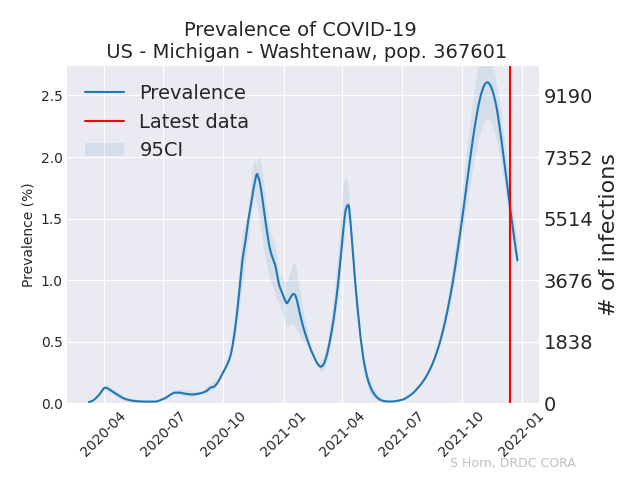 Prevalence of COVID-19
US - Michigan - Washtenaw, pop. 367601
Prevalence
Latest data
95CI
Prevalence (%)
2.5
2.0
1.5
1.0
0.5
0.0
9190
7352
5514
3676
1838
0
# of infections
2020-04
2020-07
2020-10
2021-01
2021-04
2021-07
2021-10
2022-01
S Horn, DRDC CORA